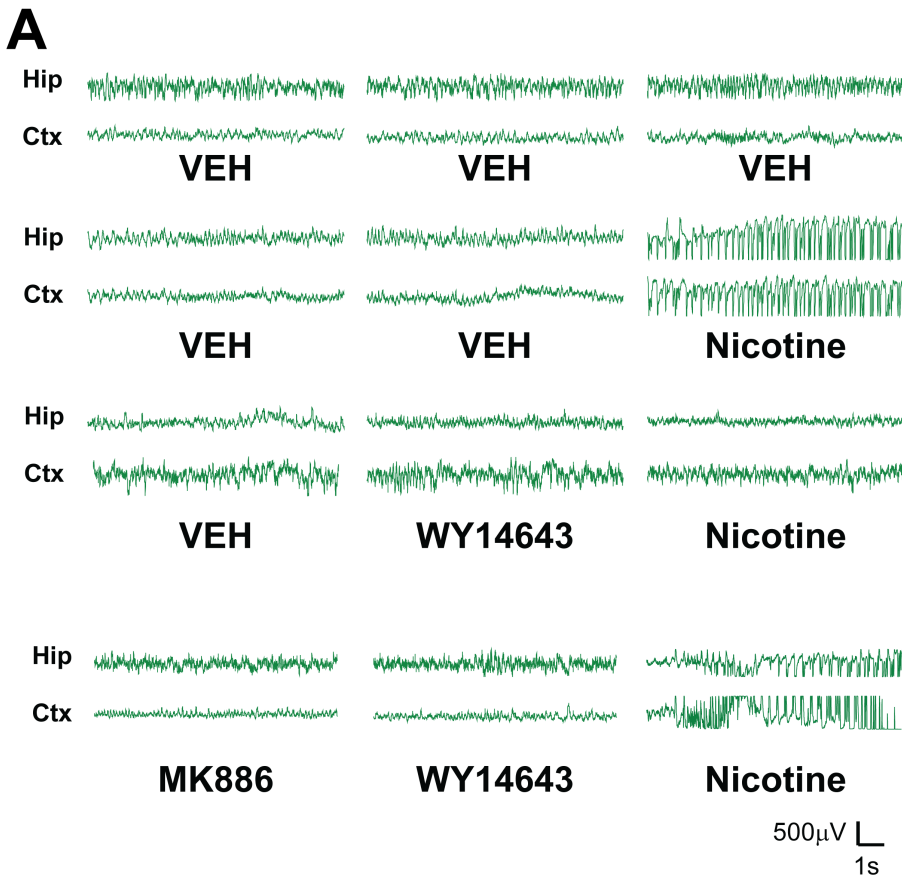 A
Hip
Ctx
VEH VEH VEH
Hip
Ctx
VEH VEH Nicotine
Hip
Ctx
VEH WY14643 Nicotine
Hip
Ctx
MK886 WY14643 Nicotine
500µV
1s